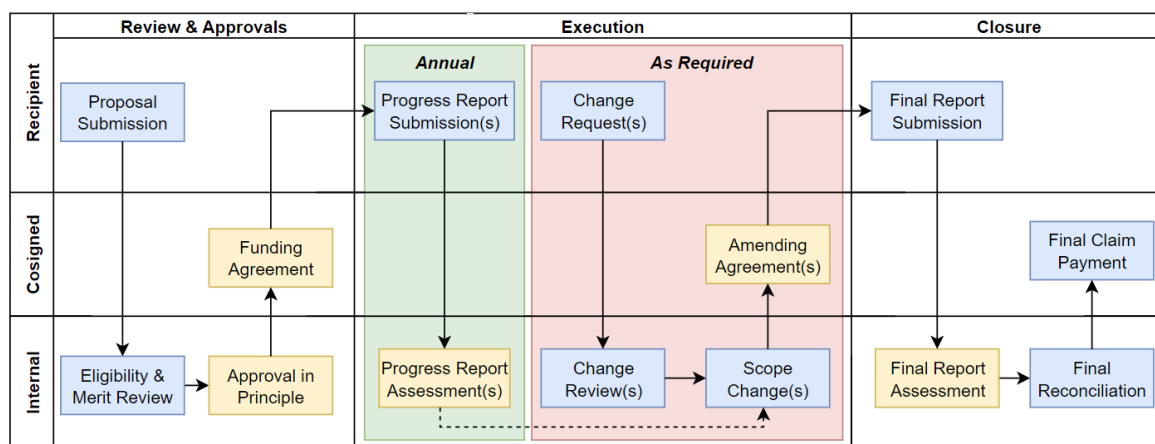 Review & Approvals
Execution
Closure
Recipient
Annual
As Required
Proposal
Submission
Progress Report
Submission(s)
Change
Request(s)
Final Report
Submission
Cosigned
Funding
Agreement
Amending
Agreement(s)
Final Claim
Payment
Internal
Eligibility &
Merit Review
Approval in
Principle
Progress Report
Assessment(s)
Change
Review(s)
Scope
Change(s)
Final Report
Assessment
Final
Reconciliation